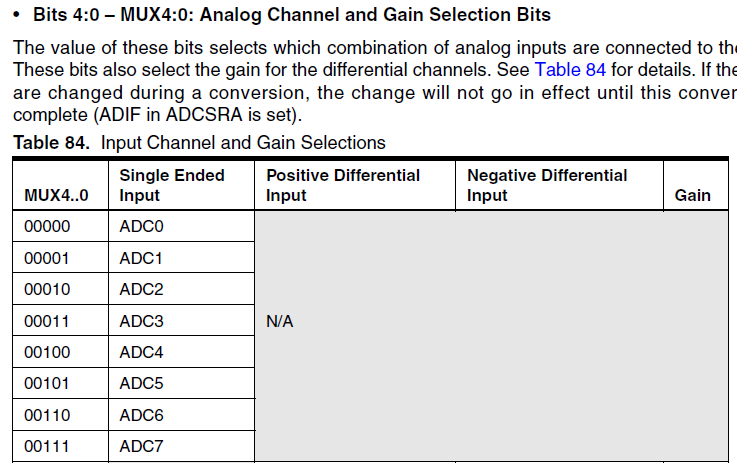 • Bits 4:0 – MUX4:0: Analog Channel and Gain Selection Bits
The value of these bits selects which combination of analog inputs are connected to the
These bits also select the gain for the differential channels. See Table 84 for details. If the
are changed during a conversion, the change will not go in effect until this conver
complete (ADIF in ADCSRA is set).
Table 84. Input Channel and Gain Selections
MUX4..0 Single Ended Input Positive Differential Input Negative Differential Input Gain
00000 ADC0
00001 ADC1
00010 ADC2
00011 ADC3 N/A
00100 ADC4
00101 ADC5
00110 ADC6
00111 ADC7